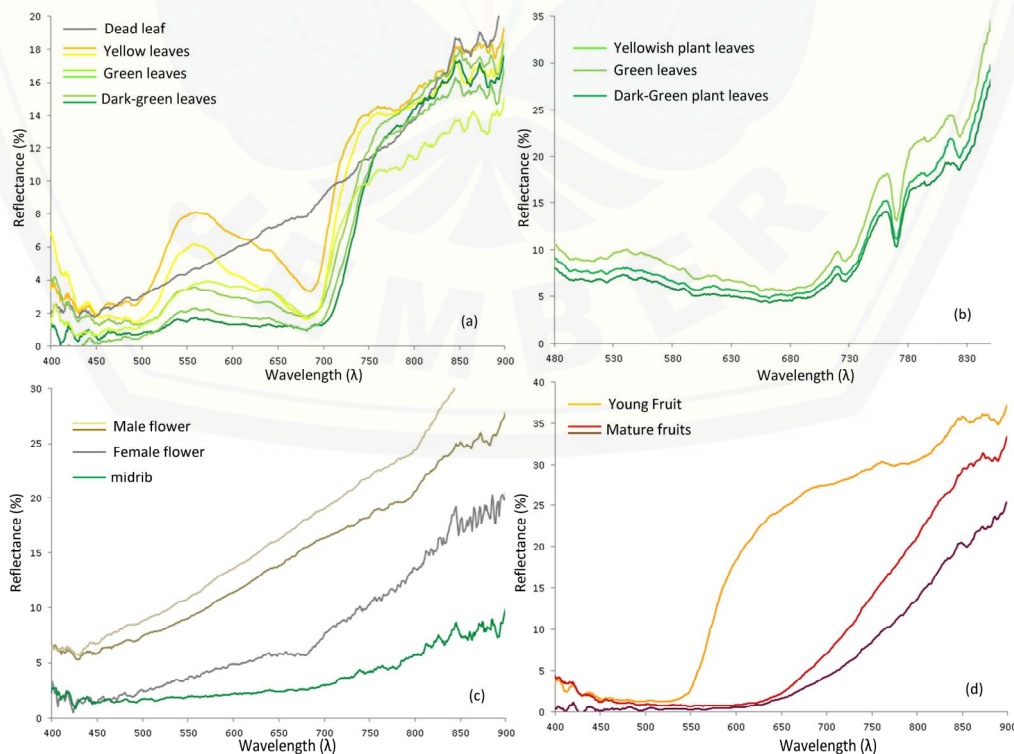 20
18
16
14
12
10
8
6
4
2
0
Reflectance (%)
Dead leaf
Yellow leaves
Green leaves
Dark-green leaves
(a)
400 450 500 550 600 650 700 750 800 850 900
Wavelength (λ)
35
30
25
20
15
10
5
0
Reflectance (%)
Yellowish plant leaves
Green leaves
Dark-Green plant leaves
(b)
480 530 580 630 680 730 780 830
Wavelength (λ)
30
25
20
15
10
5
0
Reflectance (%)
Male flower
Female flower
midrib
(c)
400 450 500 550 600 650 700 750 800 850 900
Wavelength (λ)
40
35
30
25
20
15
10
5
0
Reflectance (%)
Young Fruit
Mature fruits
(d)
400 450 500 550 600 650 700 750 800 850 900
Wavelength (λ)